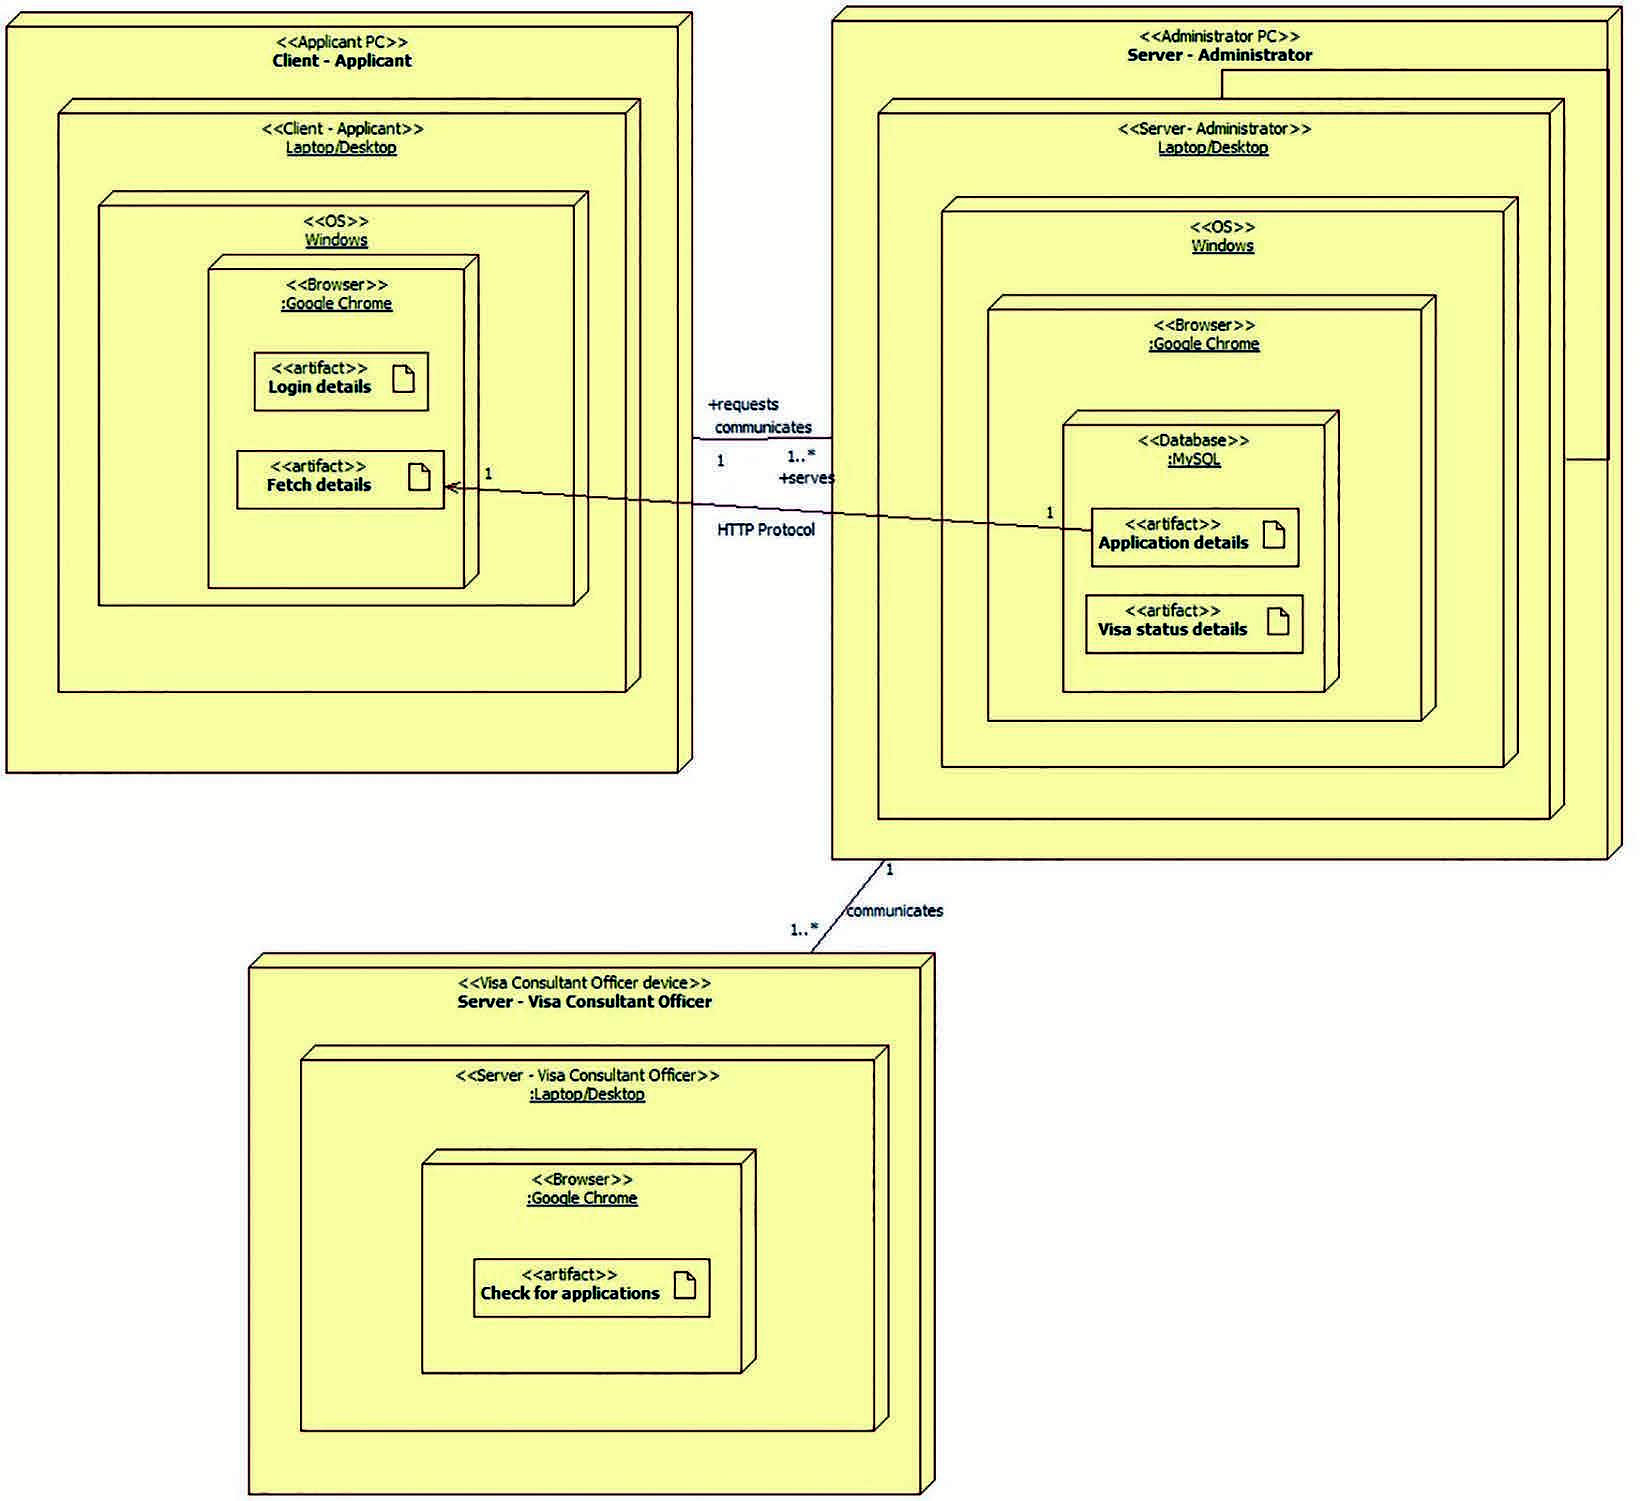 <<Applicant PC>>
Client - Applicant
<<Client - Applicant>>
Laptop/Desktop
<<OS>>
Windows
<<Browser>>
:Google Chrome
<<artifact>>
Login details
<<artifact>>
Fetch details
1
+requests
communicates
1
1..*
+serves
HTTP Protocol
<<Administrator PC>>
Server - Administrator
<<Server- Administrator>>
Laptop/Desktop
<<OS>>
Windows
<<Browser>>
:Google Chrome
<<Database>>
:MySQL
1
<<artifact>>
Application details
<<artifact>>
Visa status details
1
communicates
1..*
<<Visa Consultant Officer device>>
Server - Visa Consultant Officer
<<Server - Visa Consultant Officer>>
:Laptop/Desktop
<<Browser>>
:Google Chrome
<<artifact>>
Check for applications